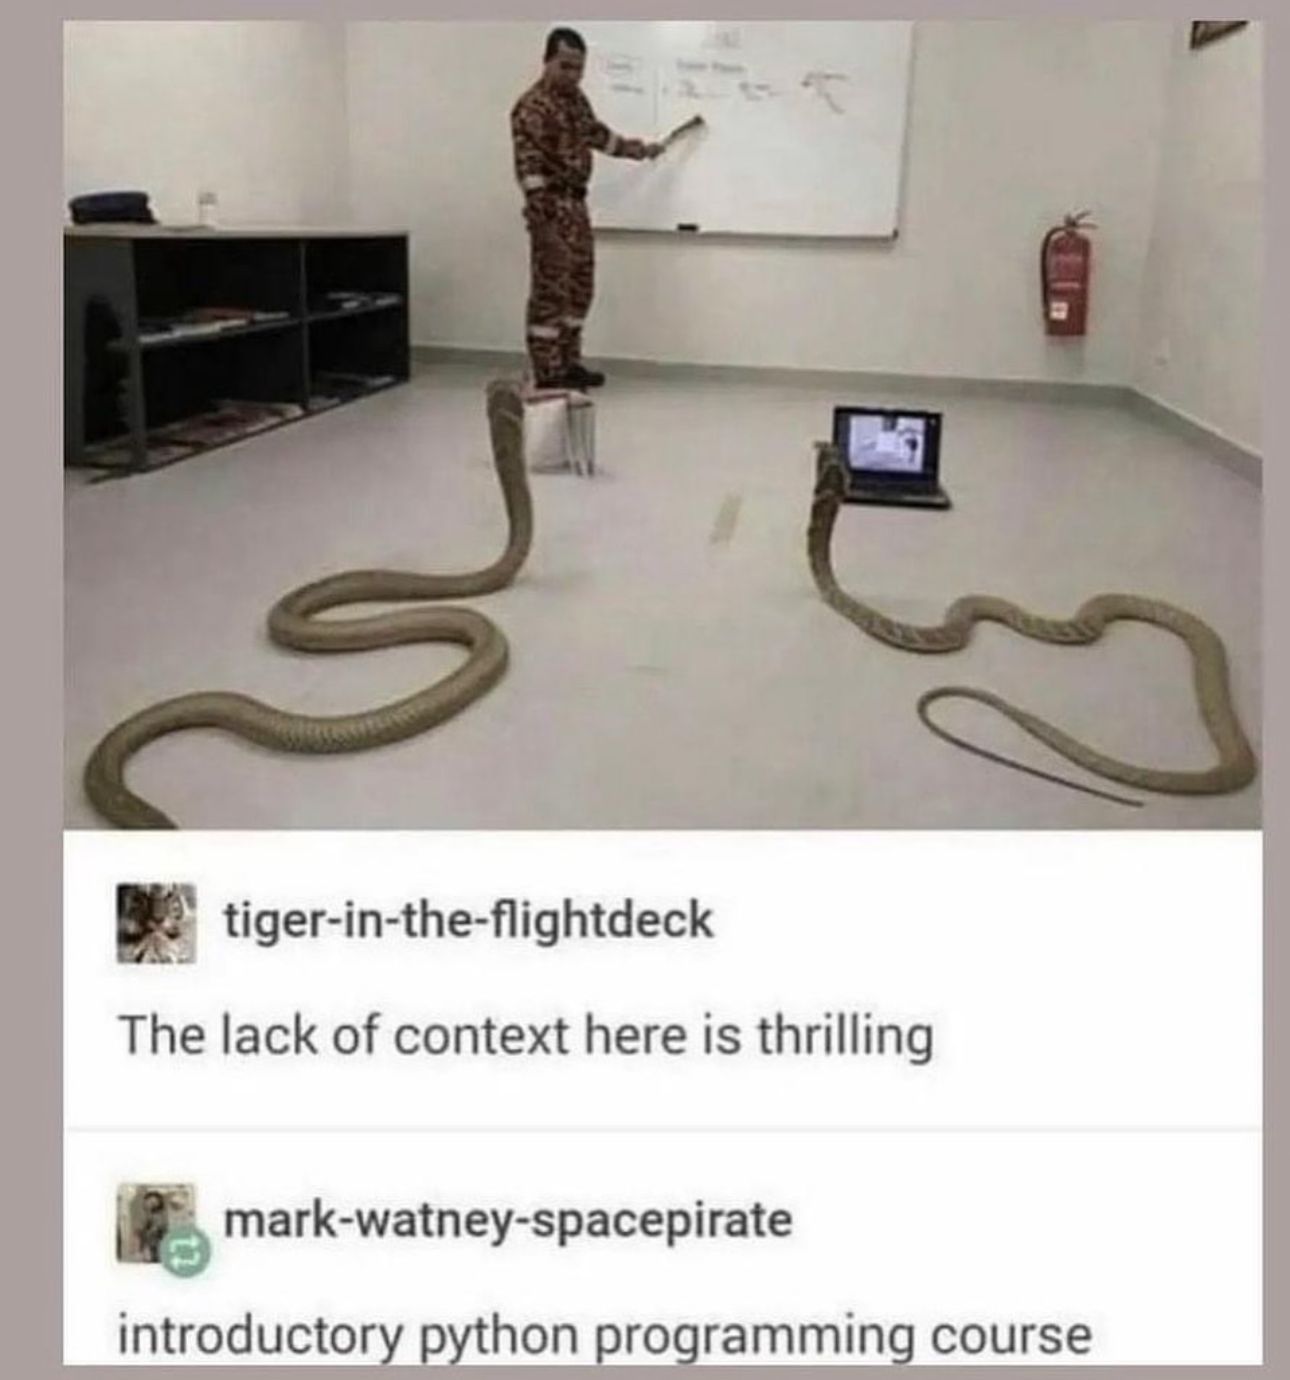 tiger-in-the-flightdeck
The lack of context here is thrilling
mark-watney-spacepirate
introductory python programming course